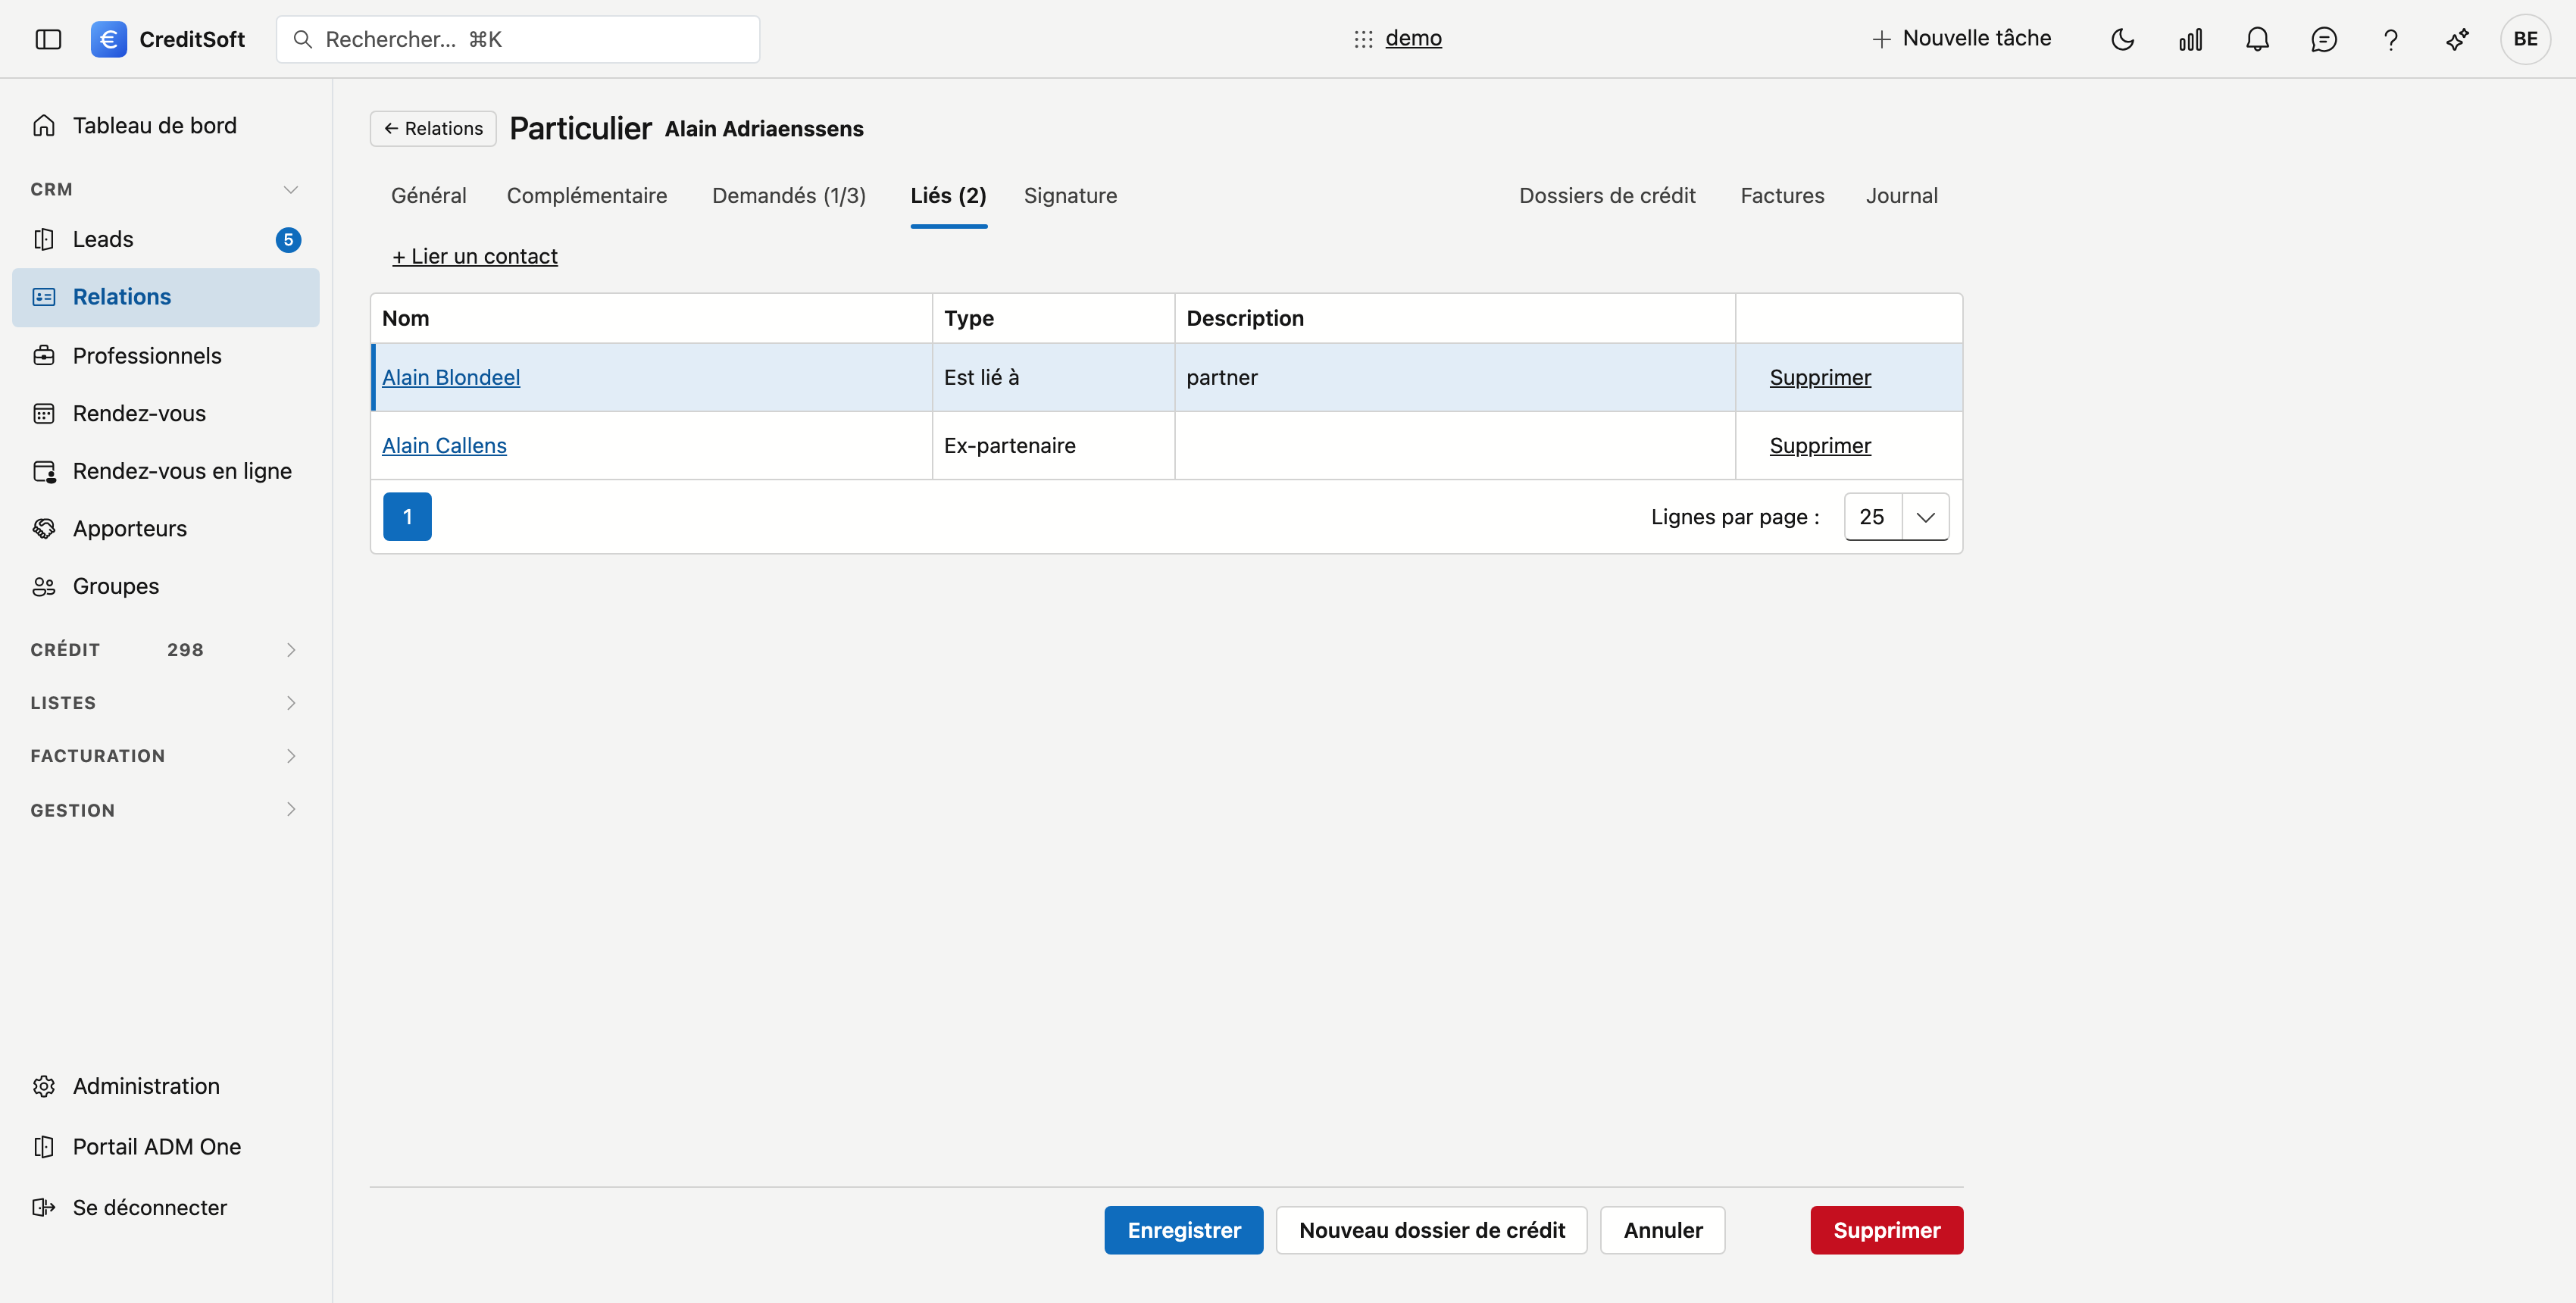 € CreditSoft
Rechercher... ⌘K
demo
Nouvelle tâche
?
BE
Tableau de bord
CRM
Leads 5
Relations
Professionnels
Rendez-vous
Rendez-vous en ligne
Apporteurs
Groupes
CRÉDIT 298
LISTES
FACTURATION
GESTION
Administration
Portail ADM One
Se déconnecter
← Relations Particulier Alain Adriaenssens
Général Complémentaire Demandés (1/3) Liés (2) Signature Dossiers de crédit Factures Journal
+ Lier un contact
Nom Type Description
Alain Blondeel Est lié à partner Supprimer
Alain Callens Ex-partenaire Supprimer
1 Lignes par page : 25
Enregistrer Nouveau dossier de crédit Annuler Supprimer